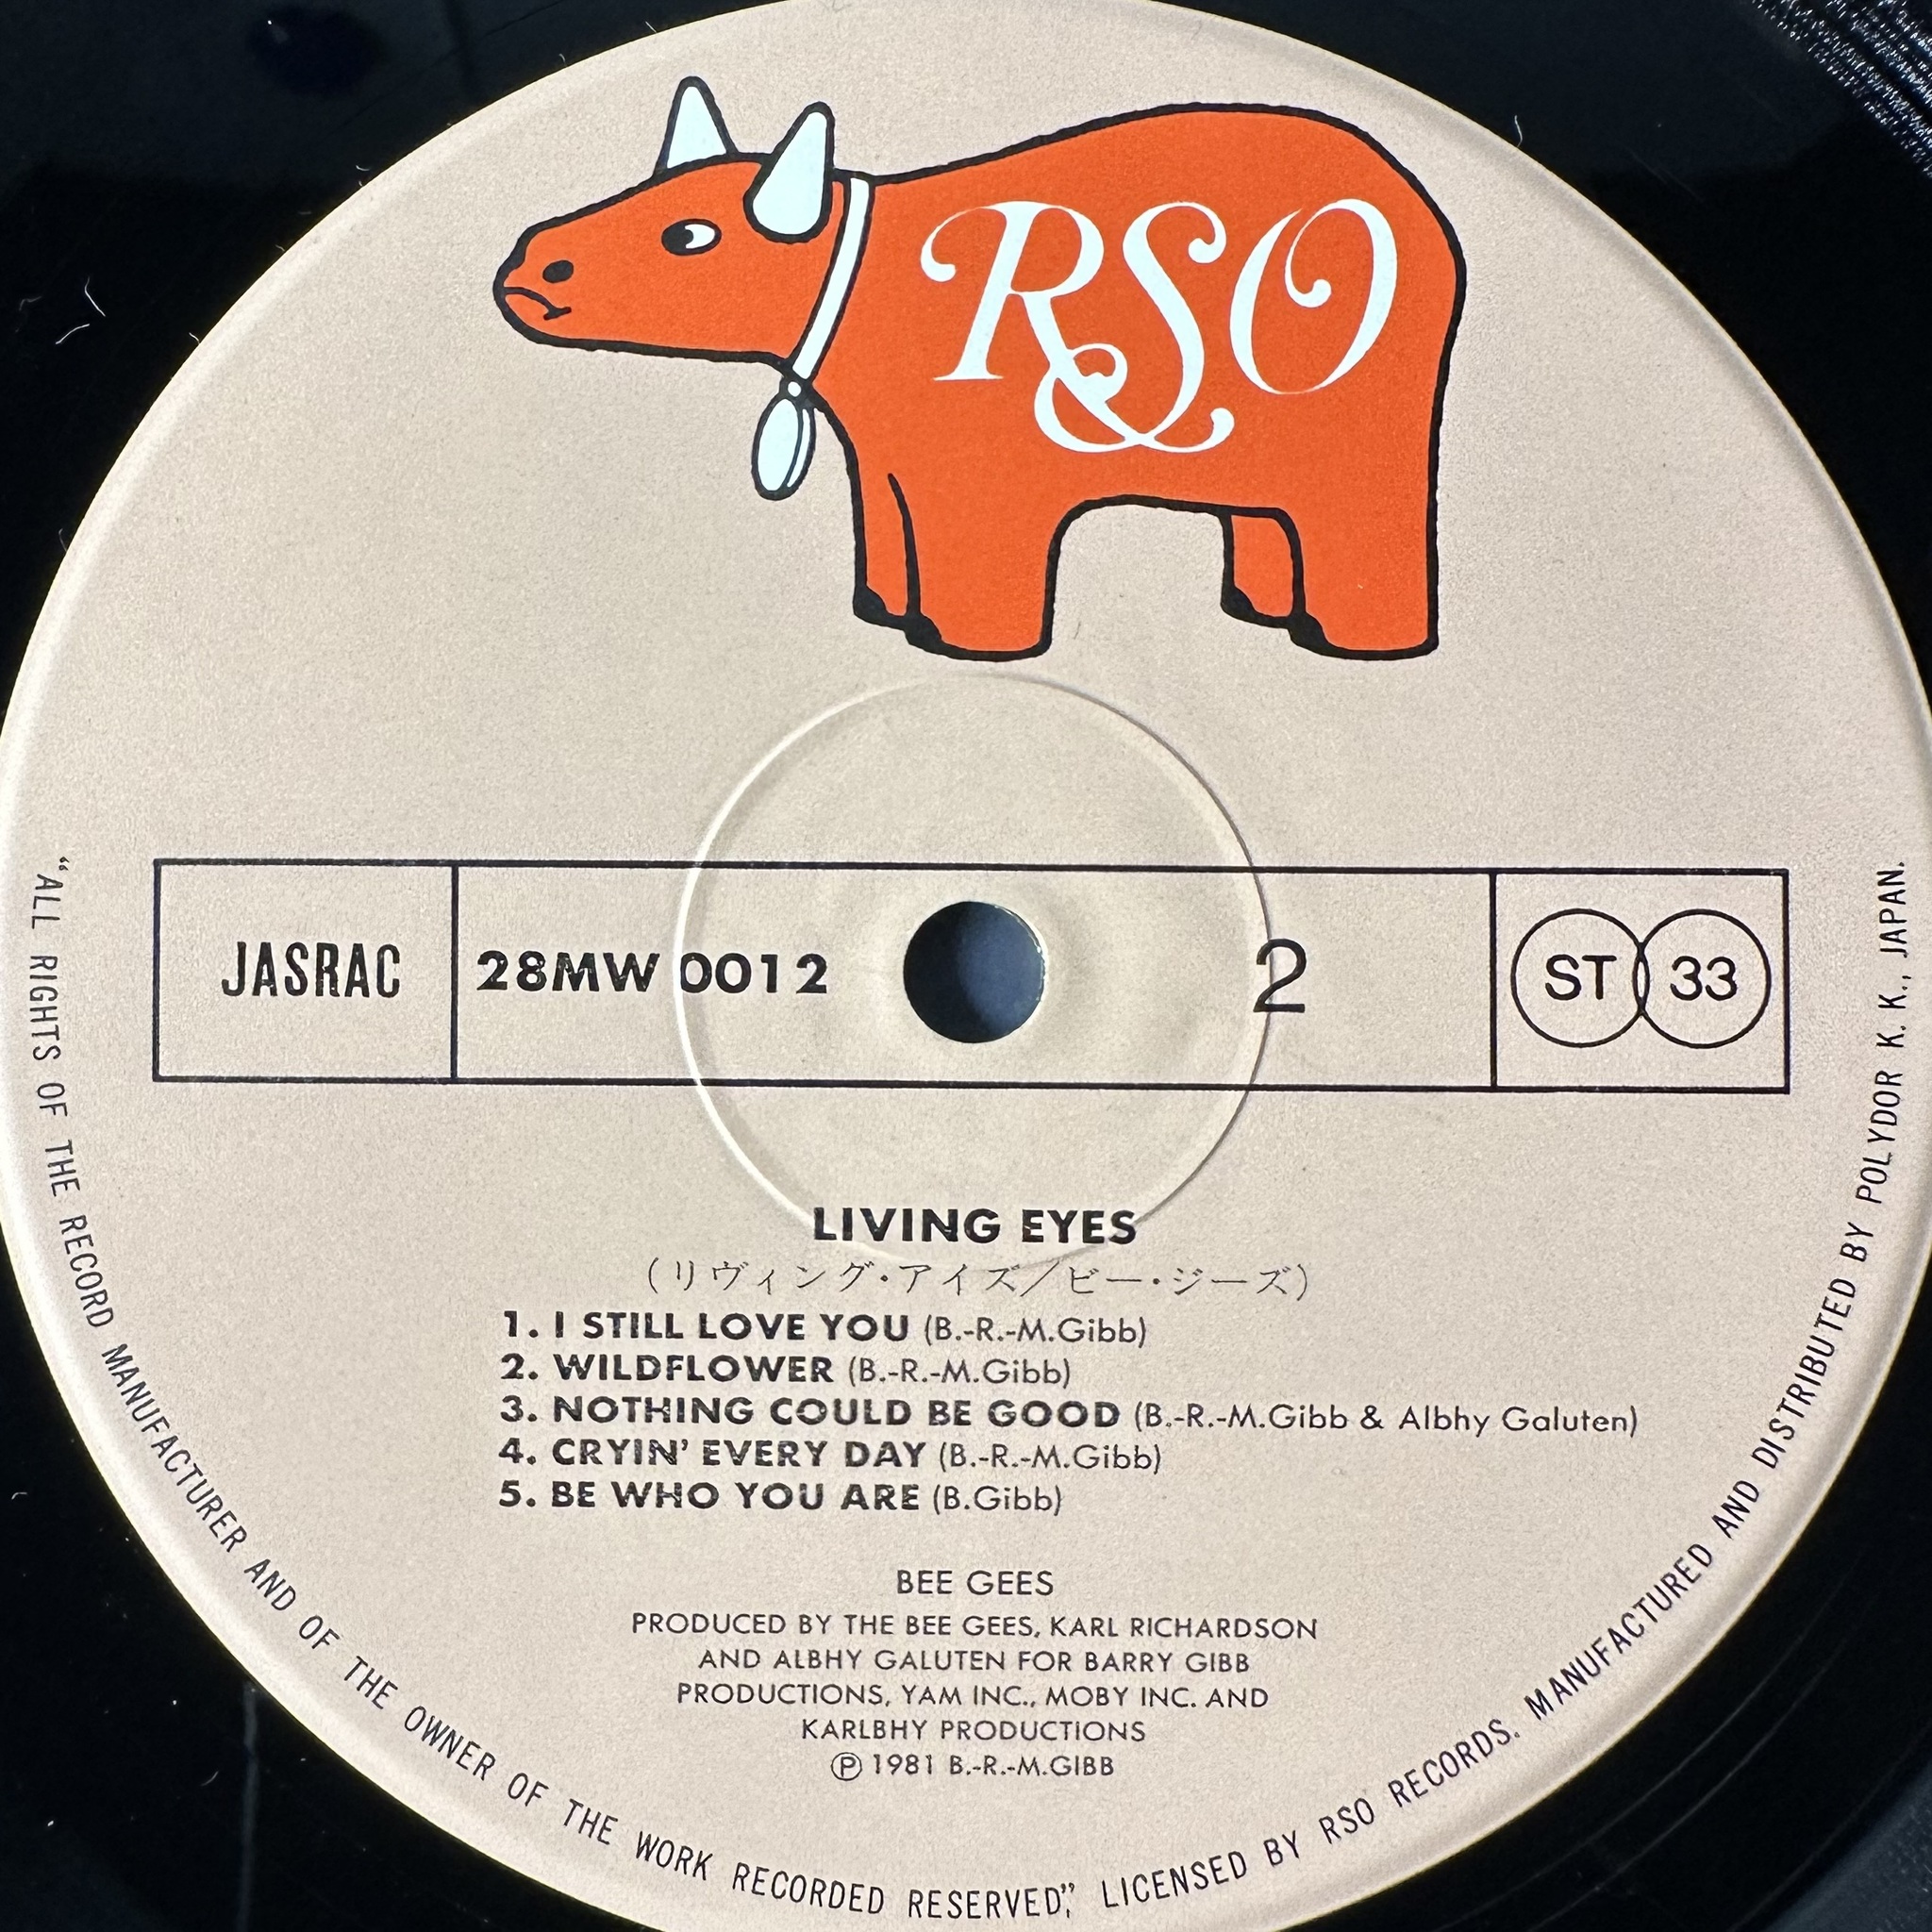 RSO
JASRAC
28MW 0012
2
ST 33
LIVING EYES
(リヴィング・アイズ/ビー・ジーズ)
1. I STILL LOVE YOU (B.-R.-M.Gibb)
2. WILDFLOWER (B.-R.-M.Gibb)
3. NOTHING COULD BE GOOD (B.-R.-M.Gibb & Albhy Galuten)
4. CRYIN' EVERY DAY (B.-R.-M.Gibb)
5. BE WHO YOU ARE (B.Gibb)
BEE GEES
PRODUCED BY THE BEE GEES, KARL RICHARDSON
AND ALBHY GALUTEN FOR BARRY GIBB
PRODUCTIONS, YAM INC., MOBY INC. AND
KARLBHY PRODUCTIONS
Ⓟ 1981 B.-R.-M.GIBB
"ALL RIGHTS OF THE RECORD MANUFACTURER AND OF THE OWNER OF THE WORK RECORDED RESERVED," LICENSED BY RSO RECORDS. MANUFACTURED AND DISTRIBUTED BY POLYDOR K. K., JAPAN.